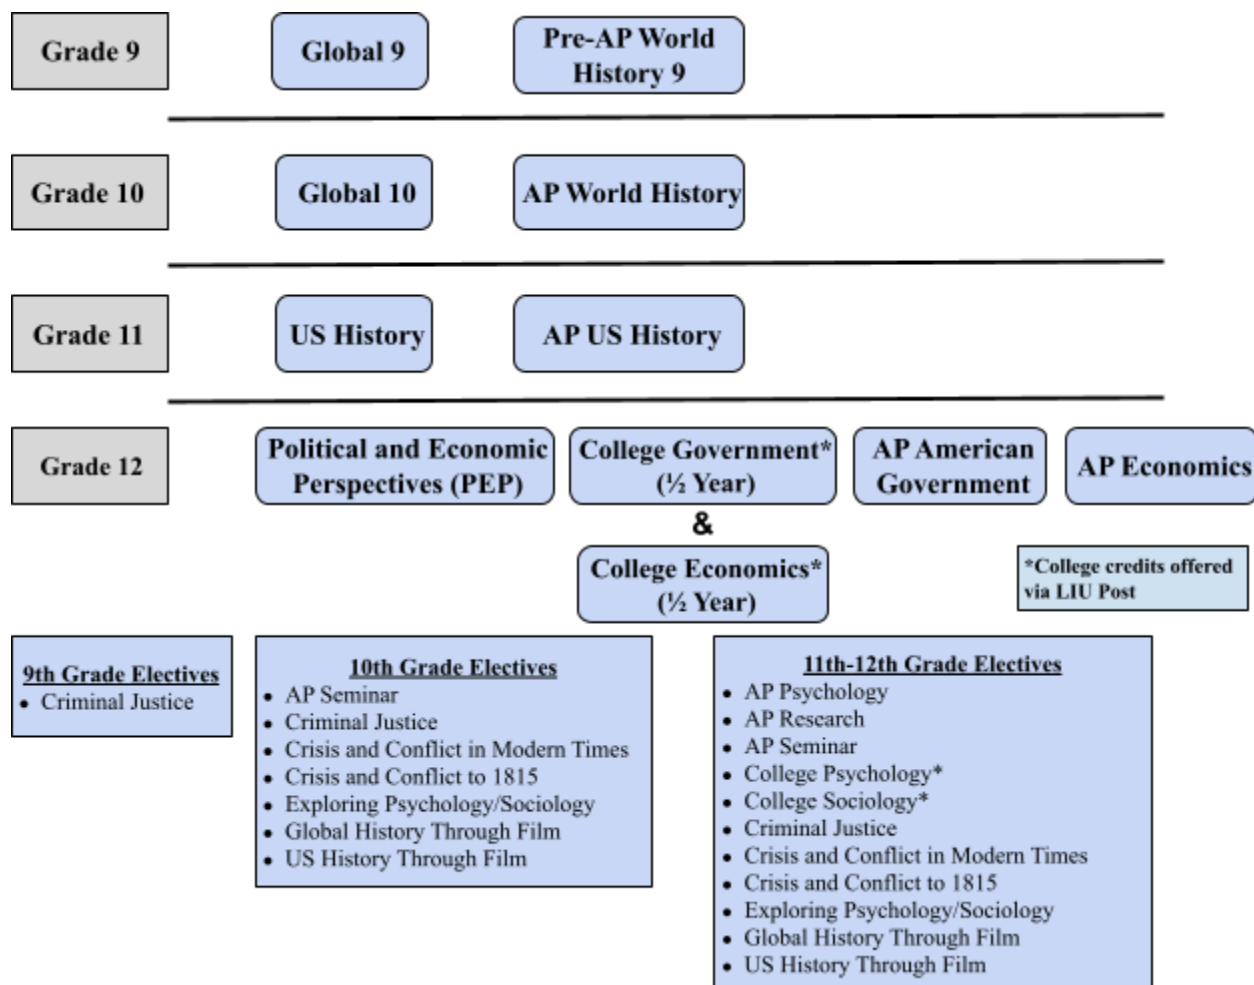 Grade 9
Global 9
Pre-AP World
History 9
Grade 10
Global 10
AP World History
Grade 11
US History
AP US History
Grade 12
Political and Economic
Perspectives (PEP)
College Government*
(½ Year)
AP American
Government
AP Economics
&
College Economics*
(½ Year)
*College credits offered
via LIU Post
9th Grade Electives
• Criminal Justice
10th Grade Electives
• AP Seminar
• Criminal Justice
• Crisis and Conflict in Modern Times
• Crisis and Conflict to 1815
• Exploring Psychology/Sociology
• Global History Through Film
• US History Through Film
11th-12th Grade Electives
• AP Psychology
• AP Research
• AP Seminar
• College Psychology*
• College Sociology*
• Criminal Justice
• Crisis and Conflict in Modern Times
• Crisis and Conflict to 1815
• Exploring Psychology/Sociology
• Global History Through Film
• US History Through Film